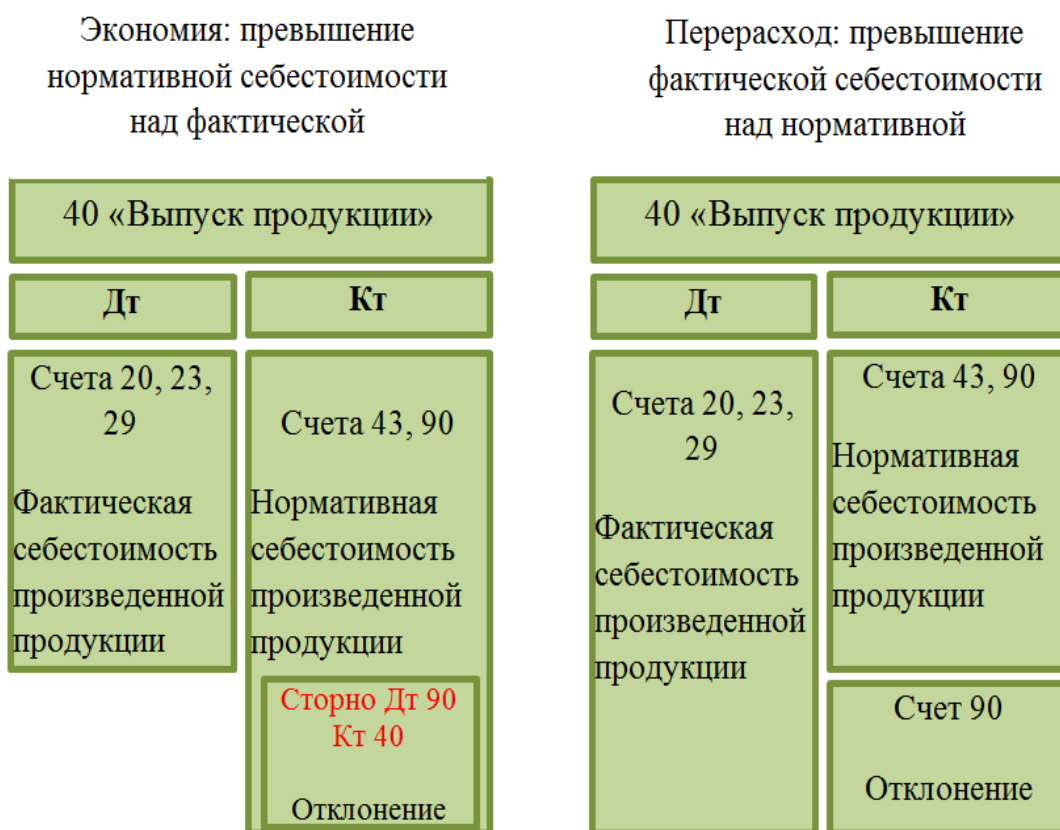 Экономия: превышение
нормативной себестоимости
над фактической
40 «Выпуск продукции»
Дт
Кт
Счета 20, 23,
29
Фактическая
себестоимость
произведенной
продукции
Счета 43, 90
Нормативная
себестоимость
произведенной
продукции
Сторно Дт 90
Кт 40
Отклонение
Перерасход: превышение
фактической себестоимости
над нормативной
40 «Выпуск продукции»
Дт
Кт
Счета 20, 23,
29
Фактическая
себестоимость
произведенной
продукции
Счета 43, 90
Нормативная
себестоимость
произведенной
продукции
Счет 90
Отклонение